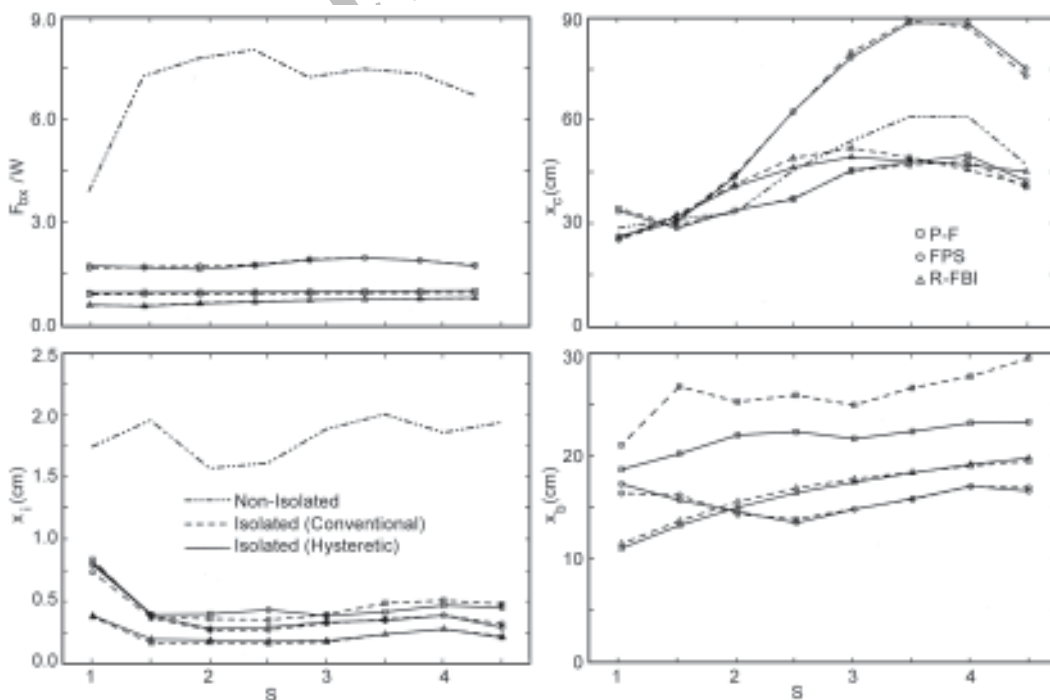 9.0
6.0
3.0
0.0
F_bx /W
90
60
30
0
x_c(cm)
P-F
FPS
R-FBI
2.5
2.0
1.5
1.0
0.5
0.0
x_i(cm)
Non-Isolated
Isolated (Conventional)
Isolated (Hysteretic)
1 2 3 4
S
30
20
10
0
x_b(cm)
1 2 3 4
S